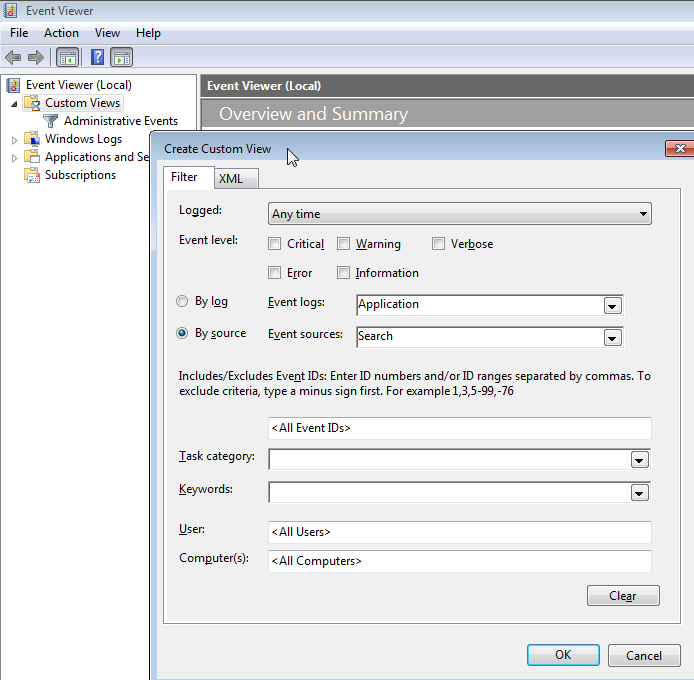 Event Viewer
File Action View Help
Event Viewer (Local)
Custom Views
Administrative Events
Windows Logs
Applications and Se
Subscriptions
Event Viewer (Local)
Overview and Summary
Create Custom View
Filter XML
Logged: Any time
Event level: Critical Warning Verbose
Error Information
By log Event logs: Application
By source Event sources: Search
Includes/Excludes Event IDs: Enter ID numbers and/or ID ranges separated by commas. To
exclude criteria, type a minus sign first. For example 1,3,5-99,-76
<All Event IDs>
Task category:
Keywords:
User: <All Users>
Computer(s): <All Computers>
Clear
OK Cancel